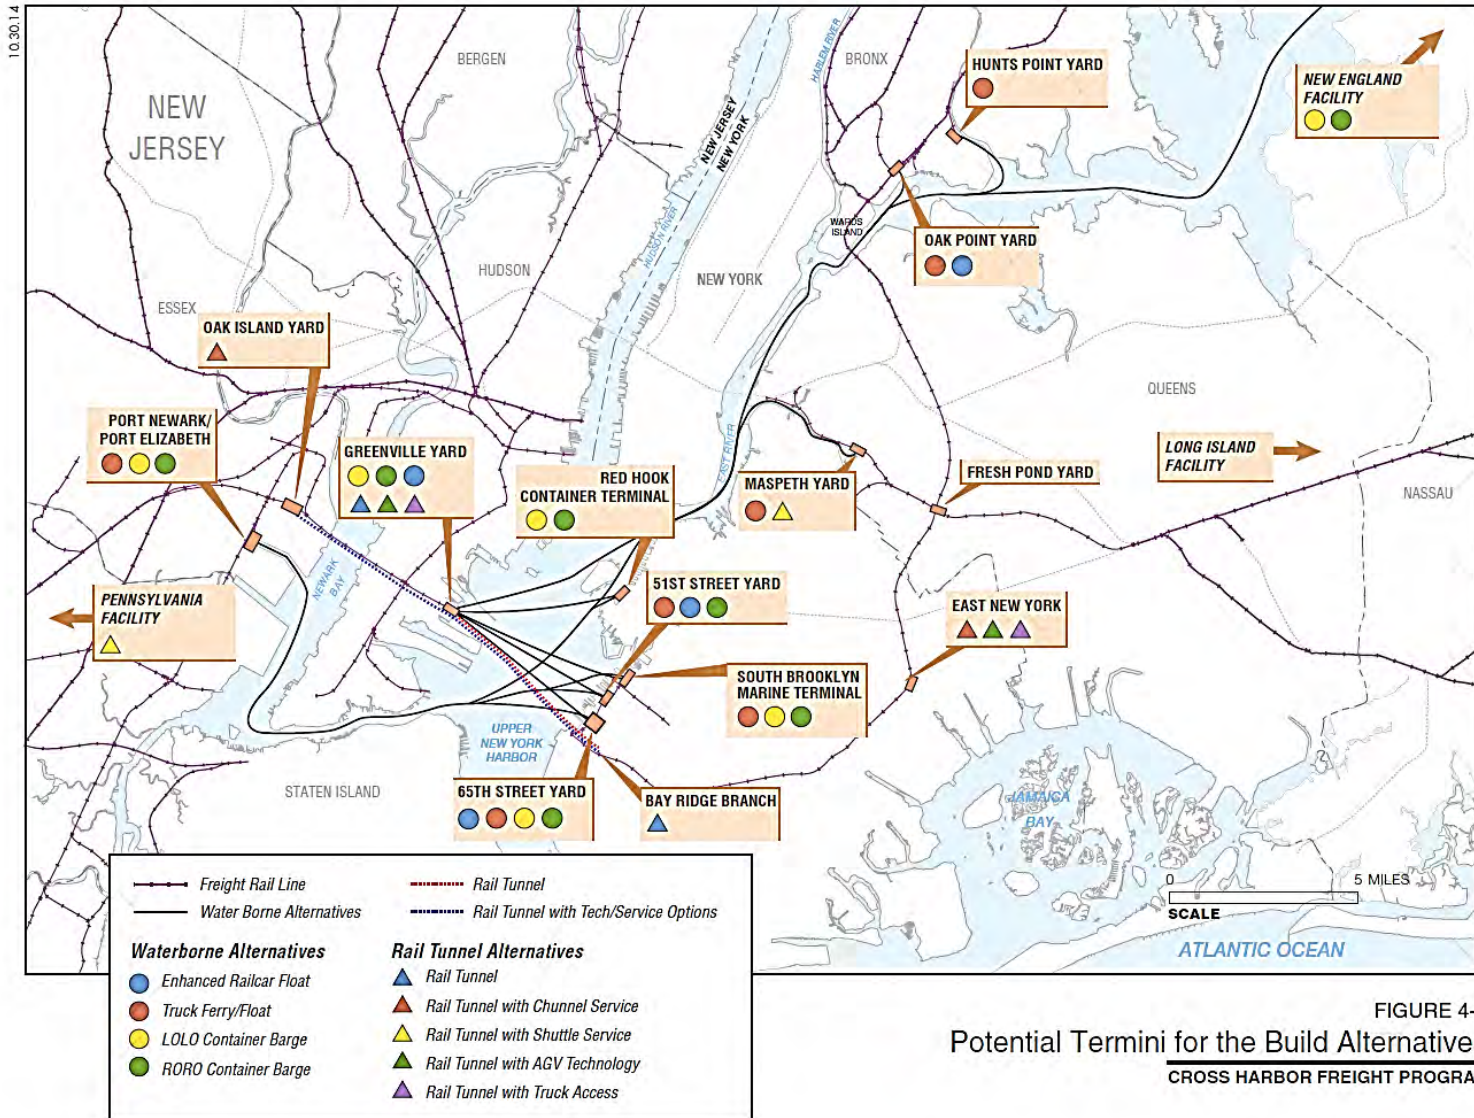 10.30.14
BERGEN
HARLEM RIVER
BRONX
HUNTS POINT YARD
NEW ENGLAND
FACILITY
NEW
JERSEY
NEW JERSEY
NEW YORK
HUDSON RIVER
WARDS
ISLAND
OAK POINT YARD
HUDSON
NEW YORK
ESSEX
OAK ISLAND YARD
QUEENS
PORT NEWARK/
PORT ELIZABETH
GREENVILLE YARD
RED HOOK
CONTAINER TERMINAL
EAST RIVER
MASPETH YARD
FRESH POND YARD
LONG ISLAND
FACILITY
NASSAU
NEWARK
BAY
PENNSYLVANIA
FACILITY
51ST STREET YARD
EAST NEW YORK
SOUTH BROOKLYN
MARINE TERMINAL
UPPER
NEW YORK
HARBOR
STATEN ISLAND
65TH STREET YARD
BAY RIDGE BRANCH
JAMAICA
BAY
0 5 MILES
SCALE
ATLANTIC OCEAN
Freight Rail Line
Water Borne Alternatives
Rail Tunnel
Rail Tunnel with Tech/Service Options
Waterborne Alternatives
Enhanced Railcar Float
Truck Ferry/Float
LOLO Container Barge
RORO Container Barge
Rail Tunnel Alternatives
Rail Tunnel
Rail Tunnel with Chunnel Service
Rail Tunnel with Shuttle Service
Rail Tunnel with AGV Technology
Rail Tunnel with Truck Access
FIGURE 4-
Potential Termini for the Build Alternative
CROSS HARBOR FREIGHT PROGRA